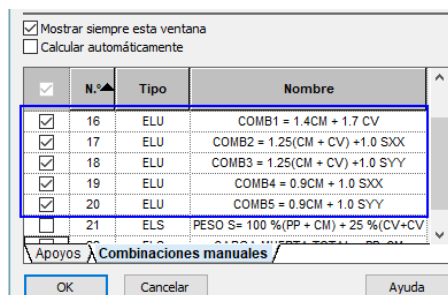 Mostrar siempre esta ventana
Calcular automáticamente
N.º Tipo Nombre
16 ELU COMB1 = 1.4CM + 1.7 CV
17 ELU COMB2 = 1.25(CM + CV) +1.0 SXX
18 ELU COMB3 = 1.25(CM + CV) +1.0 SYY
19 ELU COMB4 = 0.9CM + 1.0 SXX
20 ELU COMB5 = 0.9CM + 1.0 SYY
21 ELS PESO S= 100 %(PP + CM) + 25 %(CV+CV
Apoyos Combinaciones manuales
OK Cancelar Ayuda